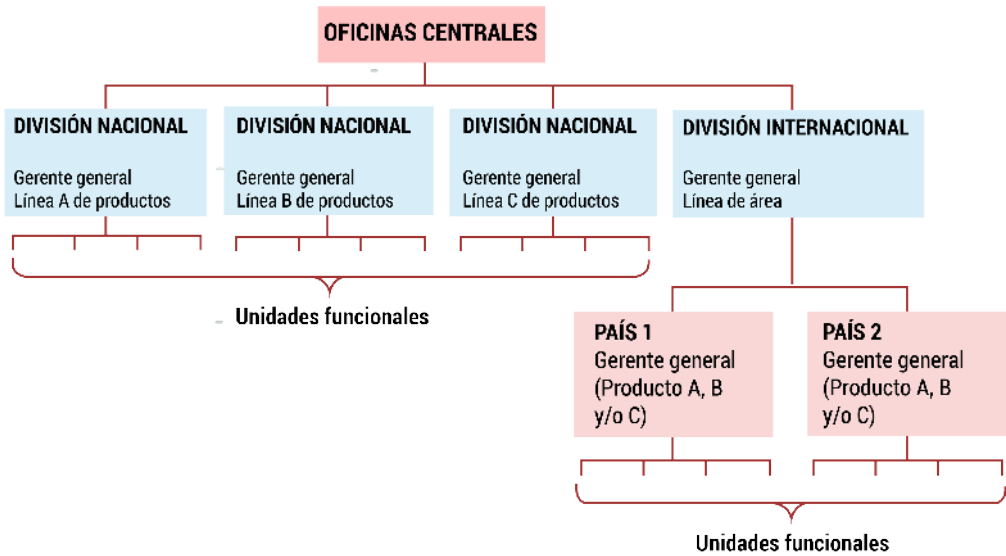 OFICINAS CENTRALES
DIVISIÓN NACIONAL
Gerente general
Línea A de productos
DIVISIÓN NACIONAL
Gerente general
Línea B de productos
DIVISIÓN NACIONAL
Gerente general
Línea C de productos
DIVISIÓN INTERNACIONAL
Gerente general
Línea de área
Unidades funcionales
PAÍS 1
Gerente general
(Producto A, B
y/o C)
PAÍS 2
Gerente general
(Producto A, B
y/o C)
Unidades funcionales